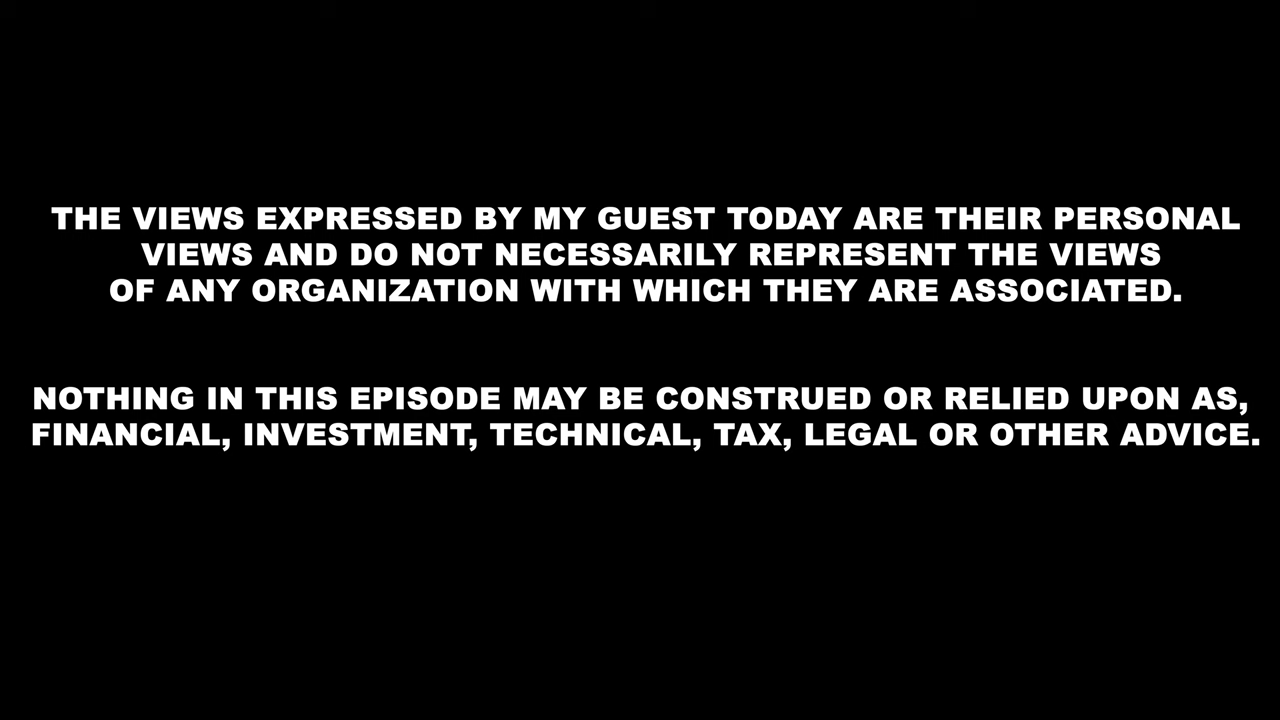 THE VIEWS EXPRESSED BY MY GUEST TODAY ARE THEIR PERSONAL
VIEWS AND DO NOT NECESSARILY REPRESENT THE VIEWS
OF ANY ORGANIZATION WITH WHICH THEY ARE ASSOCIATED.
NOTHING IN THIS EPISODE MAY BE CONSTRUED OR RELIED UPON AS,
FINANCIAL, INVESTMENT, TECHNICAL, TAX, LEGAL OR OTHER ADVICE.